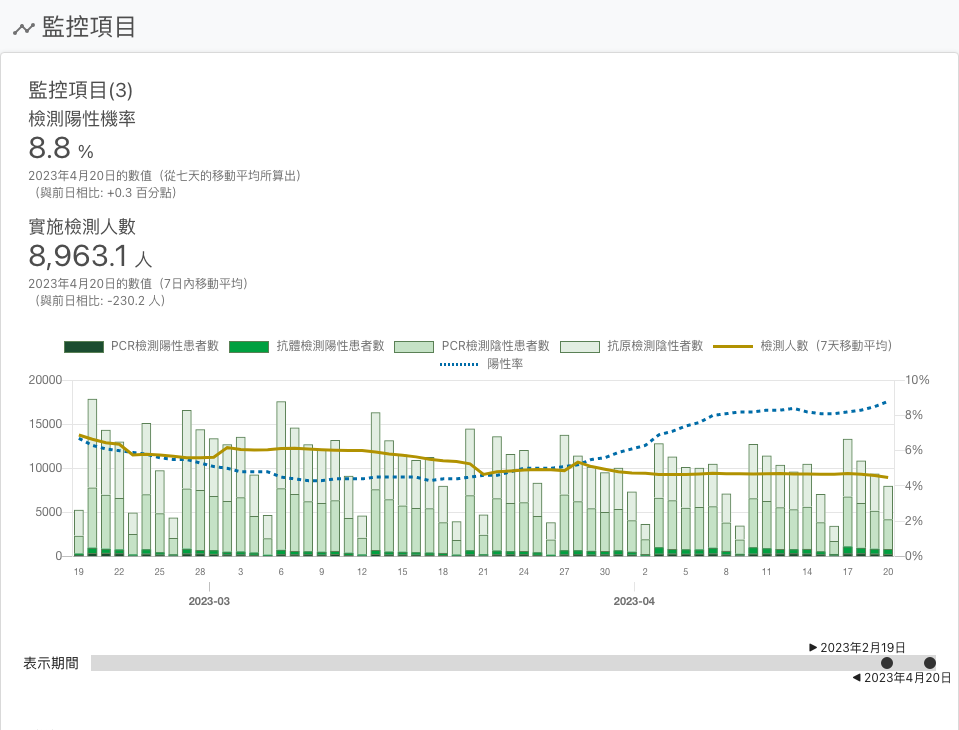 監控項目
監控項目(3)
檢測陽性機率
8.8 %
2023年4月20日的數值（從七天的移動平均所算出）
（與前日相比: +0.3 百分點）
實施檢測人數
8,963.1 人
2023年4月20日的數值（7日內移動平均）
（與前日相比: -230.2 人）
PCR檢測陽性患者數 抗體檢測陽性患者數 PCR檢測陰性患者數 抗原檢測陰性者數 檢測人數（7天移動平均）
陽性率
20000 10%
8%
15000
6%
10000
4%
5000
2%
0 0%
19 22 25 28 3 6 9 12 15 18 21 24 27 30 2 5 8 11 14 17 20
2023-03 2023-04
▶ 2023年2月19日
表示期間
◀ 2023年4月20日